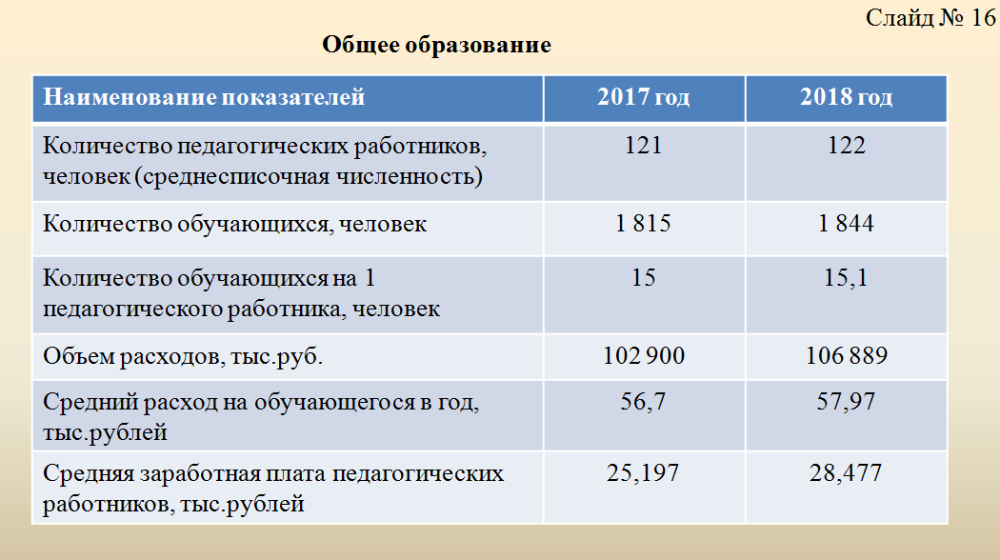 Слайд № 16
Общее образование
Наименование показателей 2017 год 2018 год
Количество педагогических работников, 121 122
человек (среднесписочная численность)
Количество обучающихся, человек 1 815 1 844
Количество обучающихся на 1 15 15,1
педагогического работника, человек
Объем расходов, тыс.руб. 102 900 106 889
Средний расход на обучающегося в год, 56,7 57,97
тыс.рублей
Средняя заработная плата педагогических 25,197 28,477
работников, тыс.рублей